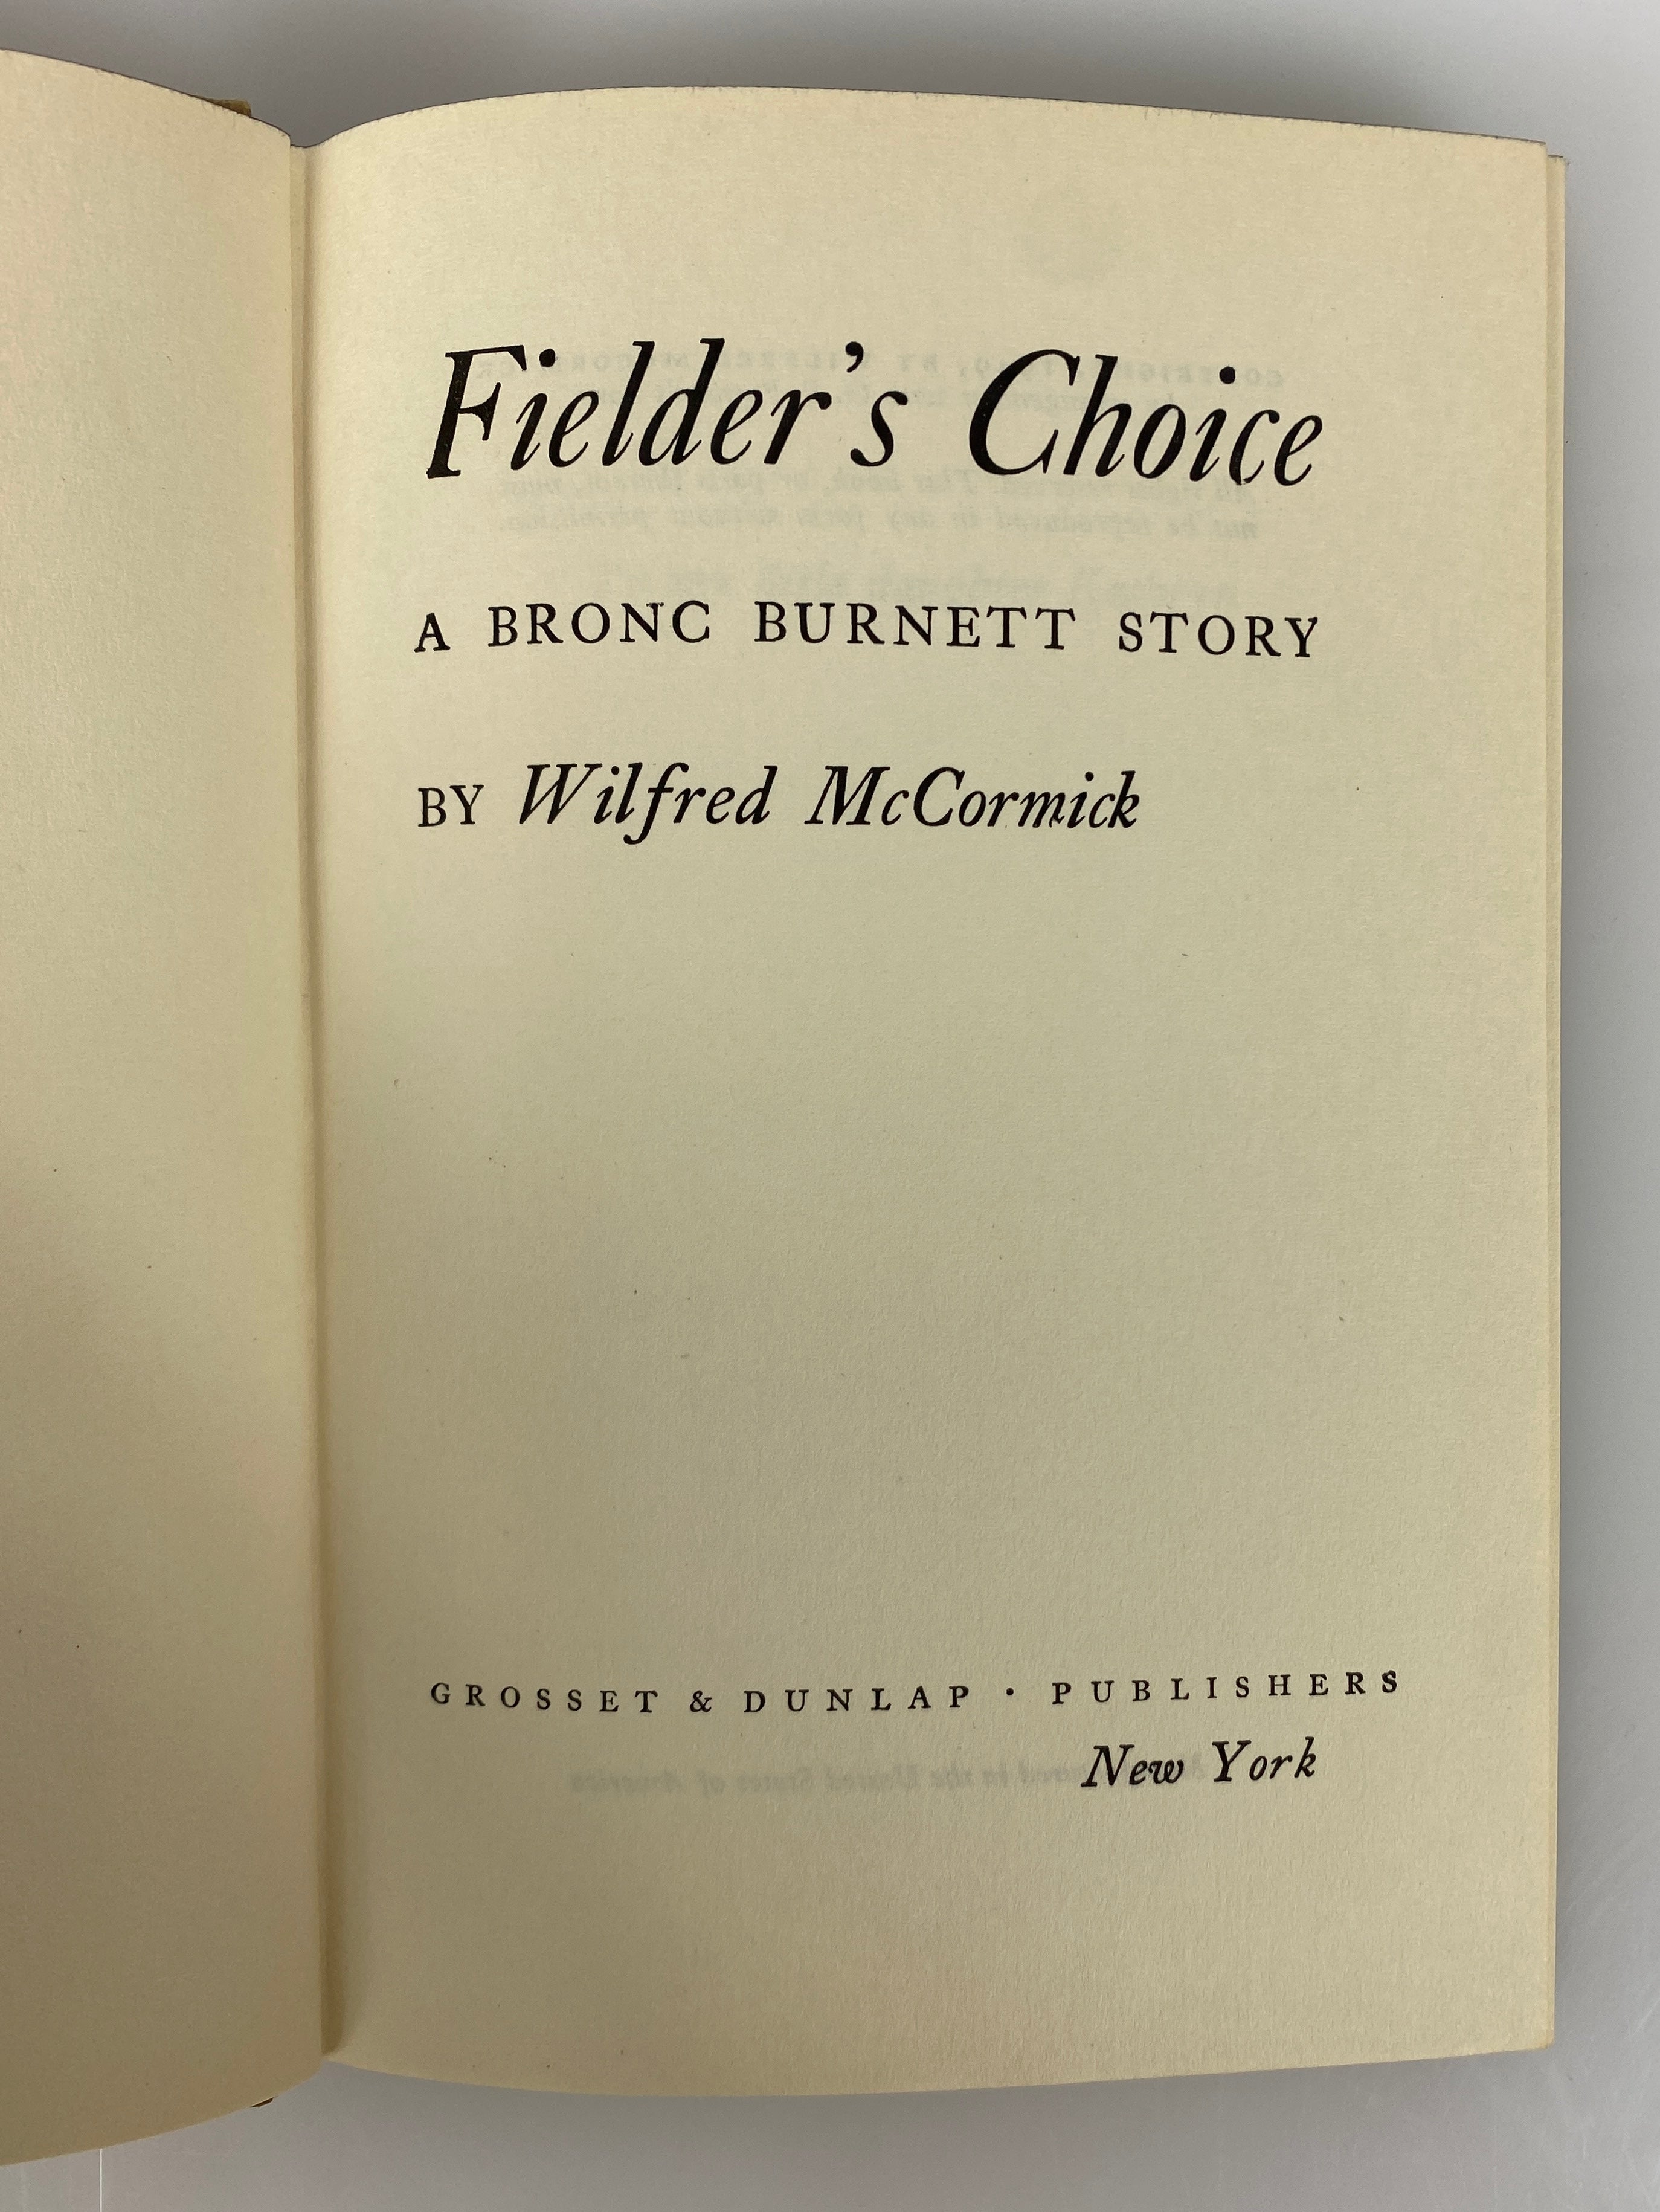 Fielder's Choice
A BRONC BURNETT STORY
BY Wilfred McCormick
GROSSET & DUNLAP · PUBLISHERS
New York